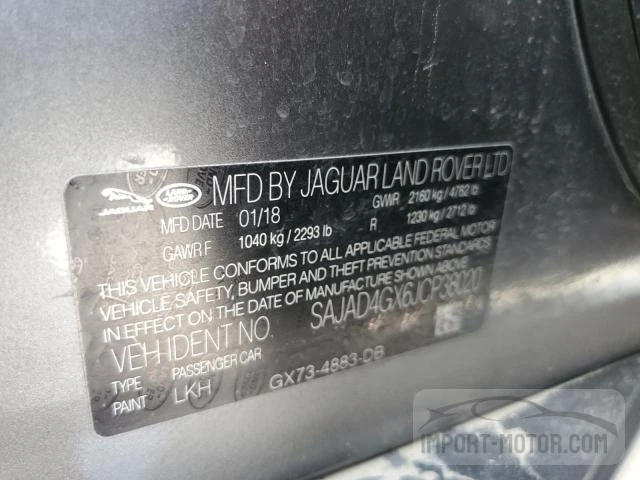 JAGUAR LAND ROVER MFD BY JAGUAR LAND ROVER LTD
MFD DATE 01/18 GVWR 2160 kg / 4762 lb
GAWR F 1040 kg / 2293 lb R 1230 kg / 2712 lb
THIS VEHICLE CONFORMS TO ALL APPLICABLE FEDERAL MOTOR
VEHICLE SAFETY, BUMPER AND THEFT PREVENTION STANDARDS
IN EFFECT ON THE DATE OF MANUFACTURE SHOWN ABOVE
VEH IDENT NO. SAJAD4GX6JCP38020
TYPE PASSENGER CAR
PAINT LKH GX73-4883-DB
IMPORT-MOTOR.COM